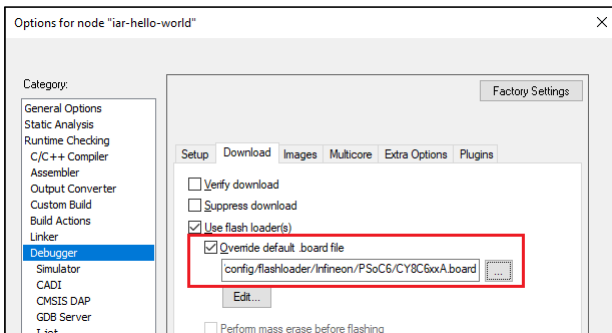 Options for node "iar-hello-world"
Category:
Factory Settings
General Options
Static Analysis
Runtime Checking
C/C++ Compiler
Assembler
Output Converter
Custom Build
Build Actions
Linker
Debugger
Simulator
CADI
CMSIS DAP
GDB Server
I-jet
Setup Download Images Multicore Extra Options Plugins
Verify download
Suppress download
Use flash loader(s)
Override default .board file
config/flashloader/Infineon/PSoC6/CY8C6xxA.board ...
Edit...
Perform mass erase before flashing